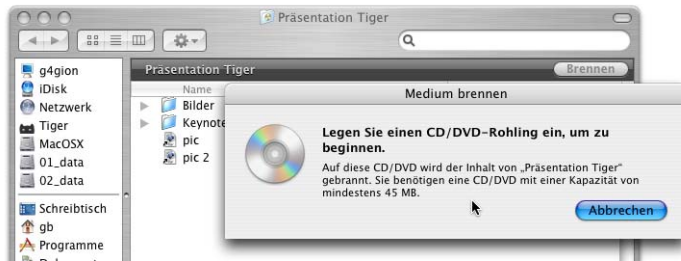 Präsentation Tiger
Präsentation Tiger
Brennen
g4gion
iDisk
Netzwerk
Tiger
MacOSX
01_data
02_data
Schreibtisch
gb
Programme
Name
Bilder
Keynote
pic
pic 2
Medium brennen
Legen Sie einen CD/DVD-Rohling ein, um zu
beginnen.
Auf diese CD/DVD wird der Inhalt von „Präsentation Tiger“
gebrannt. Sie benötigen eine CD/DVD mit einer Kapazität von
mindestens 45 MB.
Abbrechen